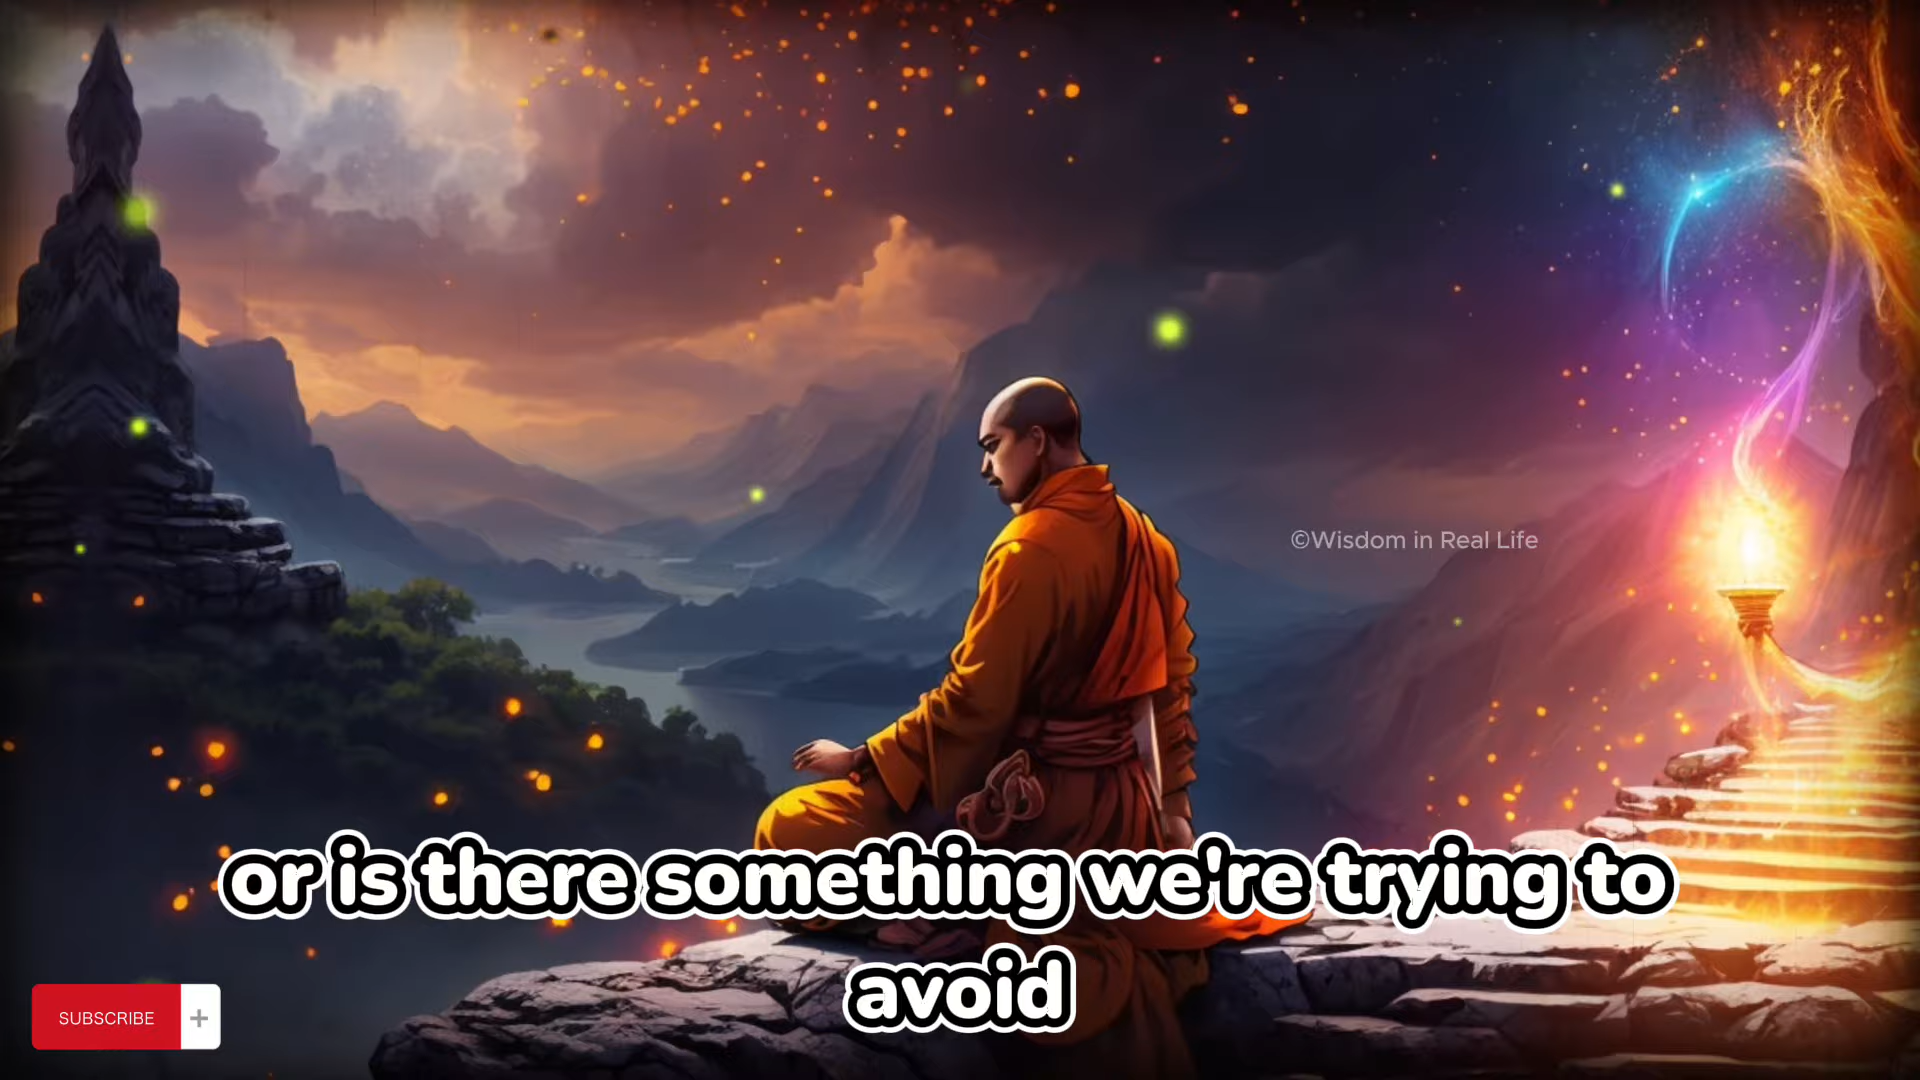 ©Wisdom in Real Life
or is there something we're trying to
avoid
SUBSCRIBE +